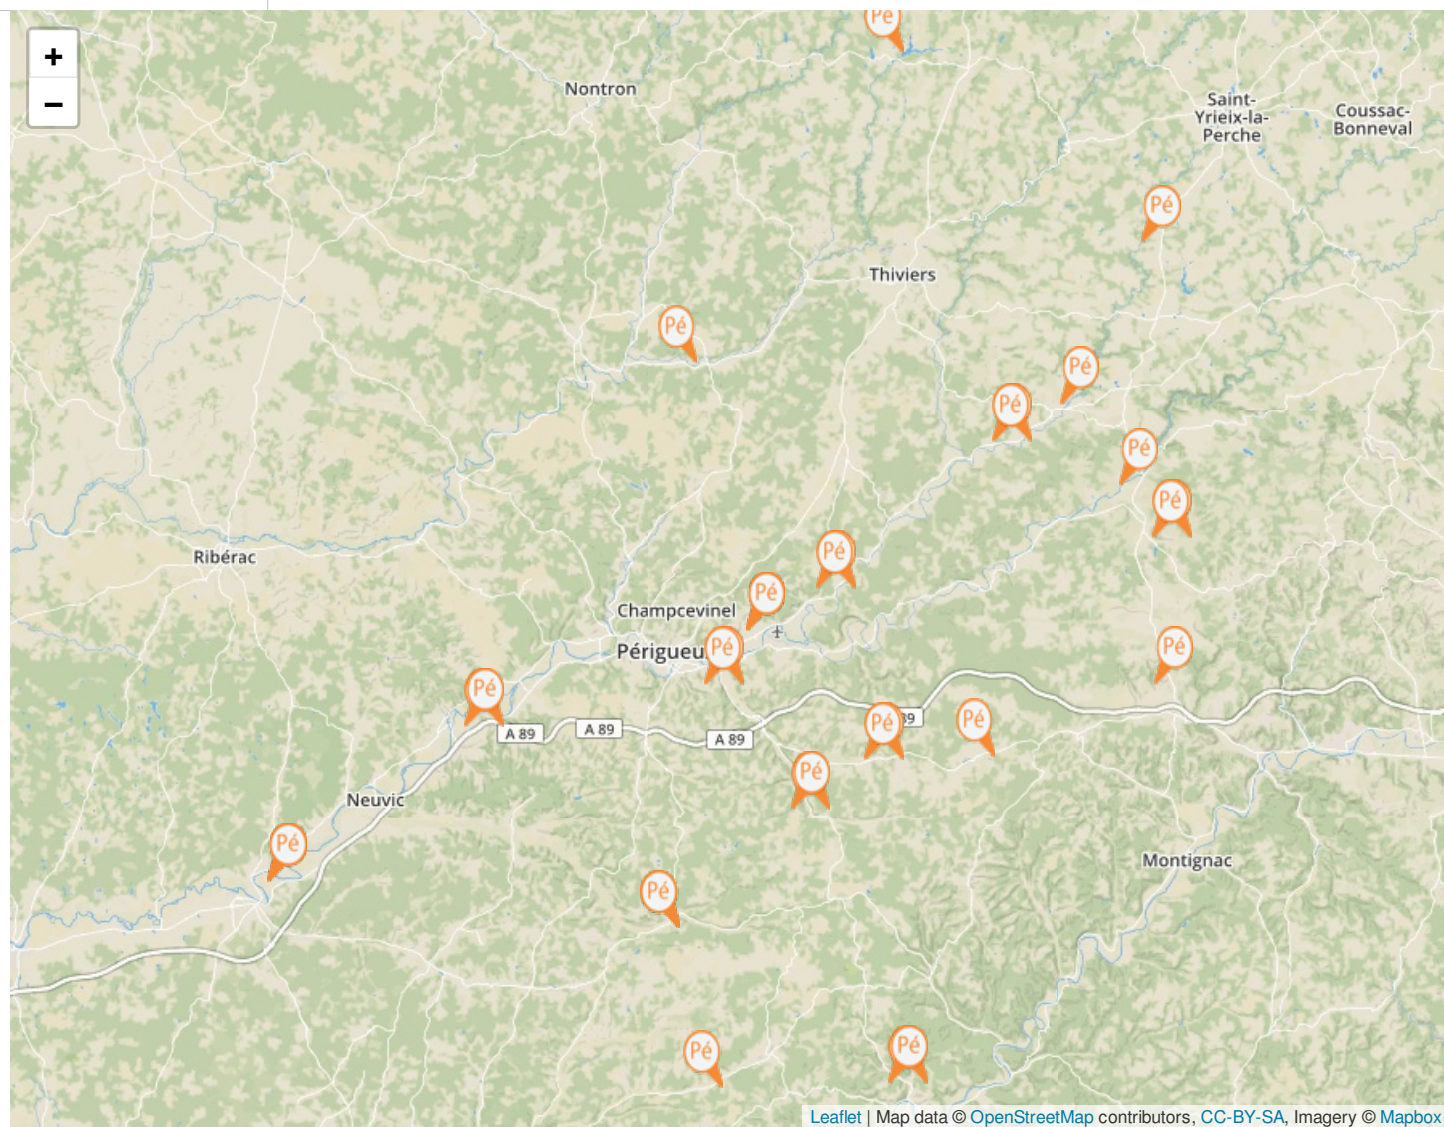 +
−
Pé
Nontron
Saint-
Yrieix-la-
Perche
Coussac-
Bonneval
Pé
Thiviers
Pé
Pé
Pé
Pé
Pé
Pé
Ribérac
Pé
Champcevinel
Périgueu
Pé
Pé
Pé
A 89
A 89
A 89
Pé
89
Pé
Pé
Neuvic
Pé
Montignac
Pé
Pé
Pé
Leaflet | Map data © OpenStreetMap contributors, CC-BY-SA, Imagery © Mapbox